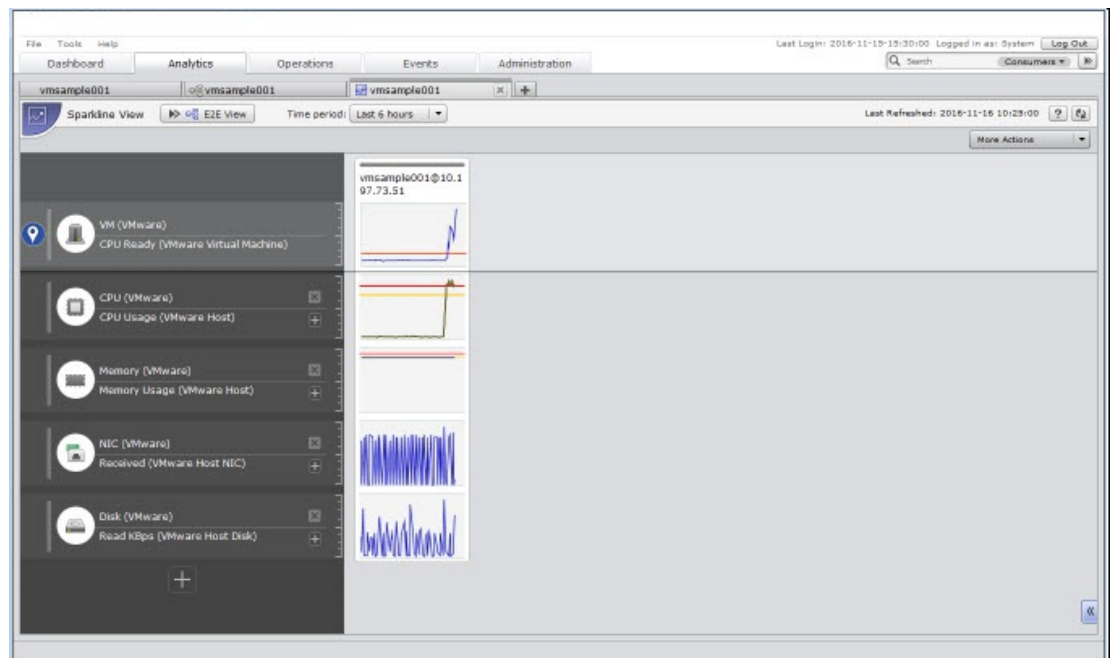 File Tools Help
Last Login: 2016-11-15-15:30:00 Logged in as: System Log Out
Dashboard Analytics Operations Events Administration
Search Consumers
vmsample001 vmsample001 vmsample001
Sparkline View E2E View Time period: Last 6 hours
Last Refreshed: 2016-11-16 10:25:00 ?
More Actions
vmsample001@10.1
97.73.51
VM (VMware)
CPU Ready (VMware Virtual Machine)
CPU (VMware)
CPU Usage (VMware Host)
Memory (VMware)
Memory Usage (VMware Host)
NIC (VMware)
Received (VMware Host NIC)
Disk (VMware)
Read KBps (VMware Host Disk)